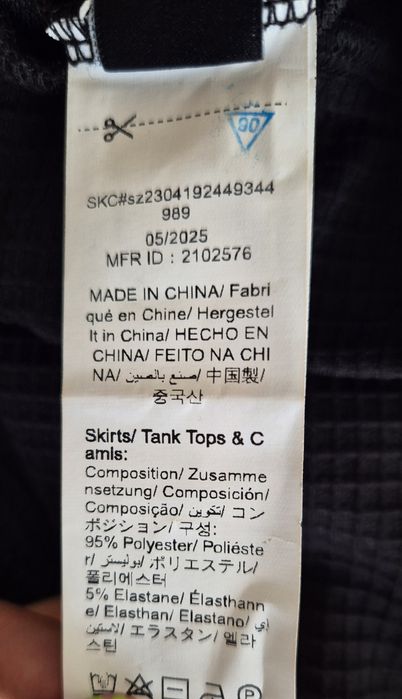 90
SKC#sz2304192449344
989
05/2025
MFR ID : 2102576
MADE IN CHINA/ Fabri
qué en Chine/ Hergestel
lt in China/ HECHO EN
CHINA/ FEITO NA CHI
NA/ صنع بالصين/ 中国製/
중국산
Skirts/ Tank Tops & C
amis:
Composition/ Zusamme
nsetzung/ Composición/
Composição/ تكوين/ コン
ポジション/ 구성:
95% Polyester/ Polièste
r/ بوليستر/ ポリエステル/
폴리에스터
5% Elastane/ Élasthann
e/ Elasthan/ Elastano/ إي
لاستين/ エラスタン/ 엘라
스틴